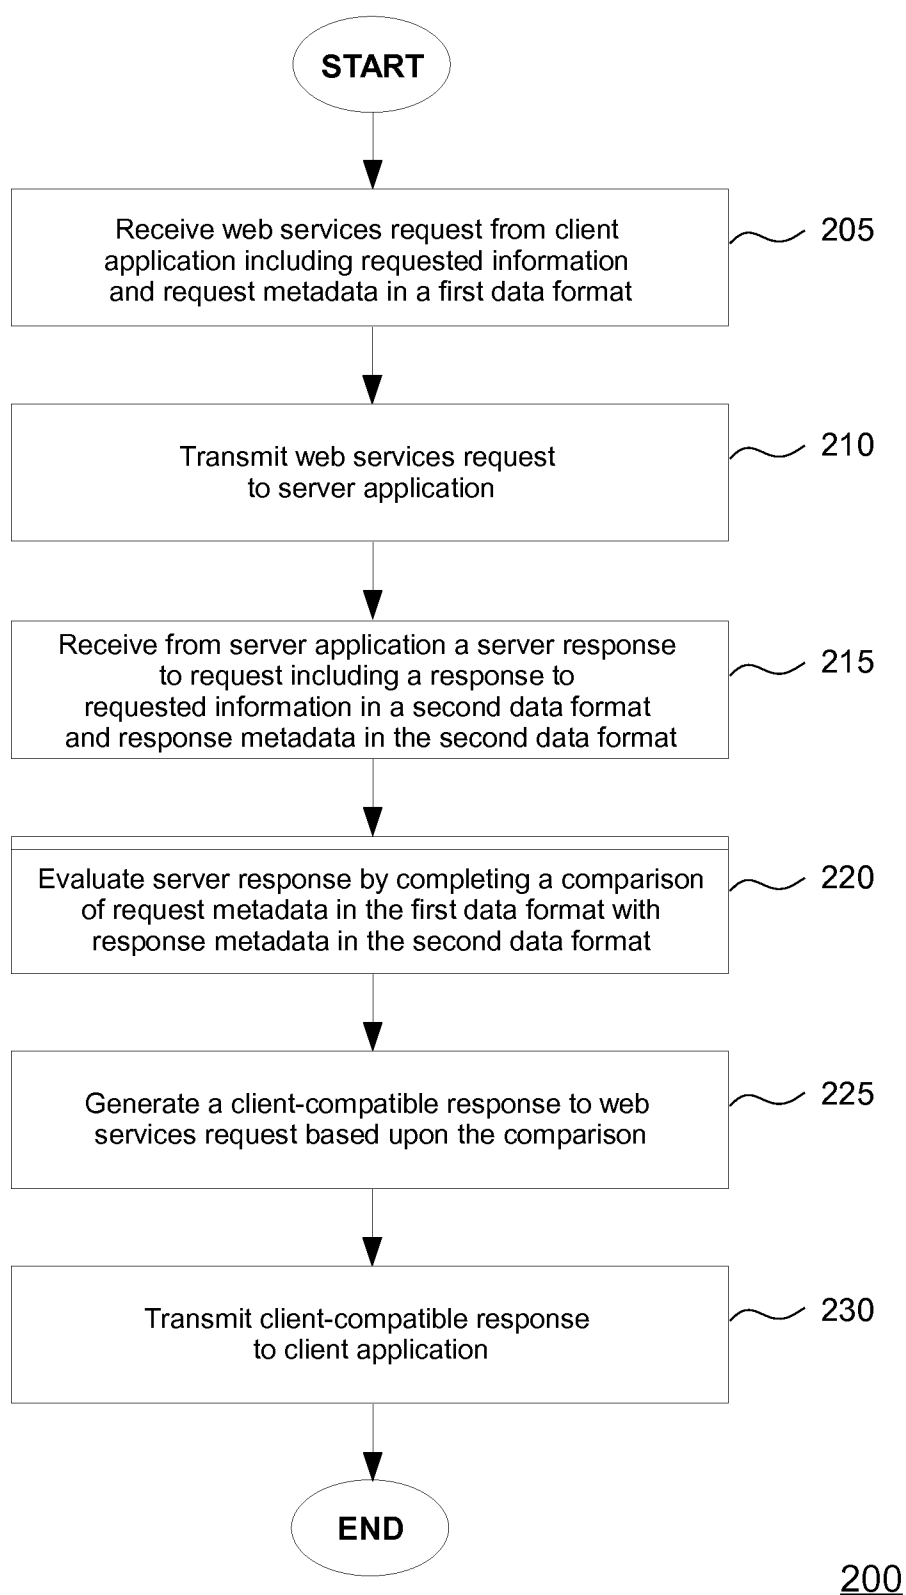 START
Receive web services request from client
application including requested information
and request metadata in a first data format
205
Transmit web services request
to server application
210
Receive from server application a server response
to request including a response to
requested information in a second data format
and response metadata in the second data format
215
Evaluate server response by completing a comparison
of request metadata in the first data format with
response metadata in the second data format
220
Generate a client-compatible response to web
services request based upon the comparison
225
Transmit client-compatible response
to client application
230
END
200